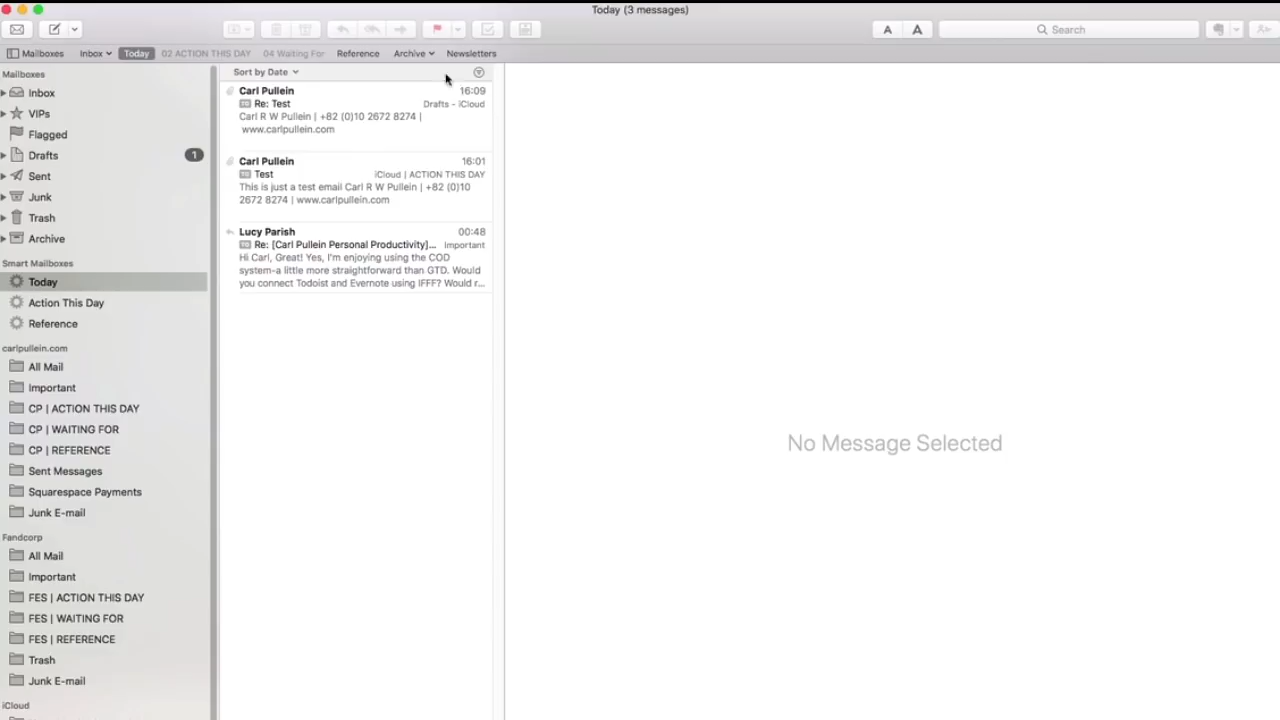 Today (3 messages)
A A Search
Mailboxes Inbox Today 02 ACTION THIS DAY 04 Waiting For Reference Archive Newsletters
Mailboxes
Inbox
VIPs
Flagged
Drafts 1
Sent
Junk
Trash
Archive
Smart Mailboxes
Today
Action This Day
Reference
carlpullein.com
All Mail
Important
CP | ACTION THIS DAY
CP | WAITING FOR
CP | REFERENCE
Sent Messages
Squarespace Payments
Junk E-mail
Fandcorp
All Mail
Important
FES | ACTION THIS DAY
FES | WAITING FOR
FES | REFERENCE
Trash
Junk E-mail
iCloud
Sort by Date
Carl Pullein 16:09
TO Re: Test Drafts - iCloud
Carl R W Pullein | +82 (0)10 2672 8274 |
www.carlpullein.com
Carl Pullein 16:01
TO Test iCloud | ACTION THIS DAY
This is just a test email Carl R W Pullein | +82 (0)10
2672 8274 | www.carlpullein.com
Lucy Parish 00:48
TO Re: [Carl Pullein Personal Productivity]... Important
Hi Carl, Great! Yes, I'm enjoying using the COD
system-a little more straightforward than GTD. Would
you connect Todoist and Evernote using IFFF? Would r...
No Message Selected